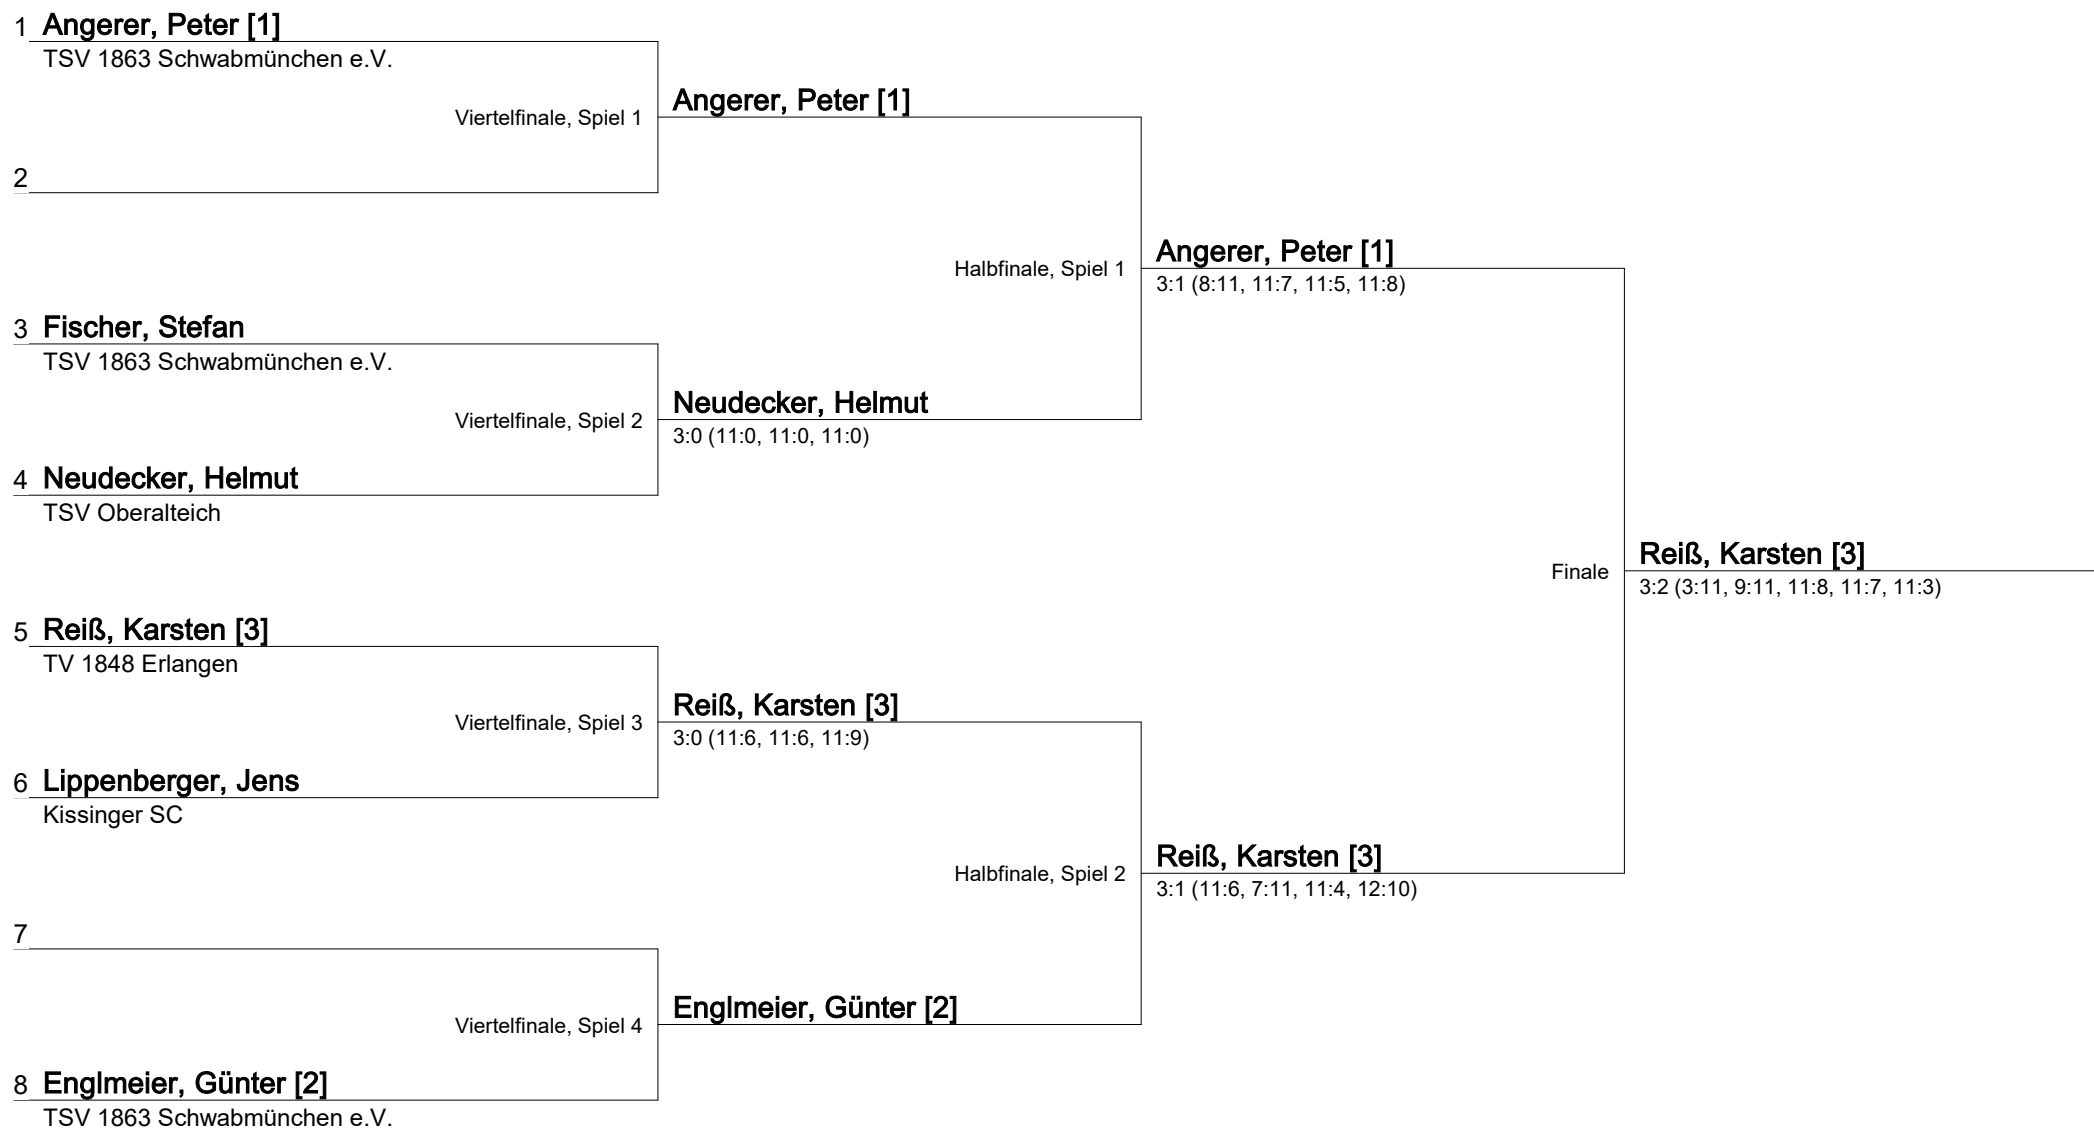 1 Angerer, Peter [1]
TSV 1863 Schwabmünchen e.V.
Viertelfinale, Spiel 1
Angerer, Peter [1]
2
Halbfinale, Spiel 1
Angerer, Peter [1]
3:1 (8:11, 11:7, 11:5, 11:8)
3 Fischer, Stefan
TSV 1863 Schwabmünchen e.V.
Viertelfinale, Spiel 2
Neudecker, Helmut
3:0 (11:0, 11:0, 11:0)
4 Neudecker, Helmut
TSV Oberalteich
Finale
Reiß, Karsten [3]
3:2 (3:11, 9:11, 11:8, 11:7, 11:3)
5 Reiß, Karsten [3]
TV 1848 Erlangen
Viertelfinale, Spiel 3
Reiß, Karsten [3]
3:0 (11:6, 11:6, 11:9)
6 Lippenberger, Jens
Kissinger SC
Halbfinale, Spiel 2
Reiß, Karsten [3]
3:1 (11:6, 7:11, 11:4, 12:10)
7
Viertelfinale, Spiel 4
Englmeier, Günter [2]
8 Englmeier, Günter [2]
TSV 1863 Schwabmünchen e.V.